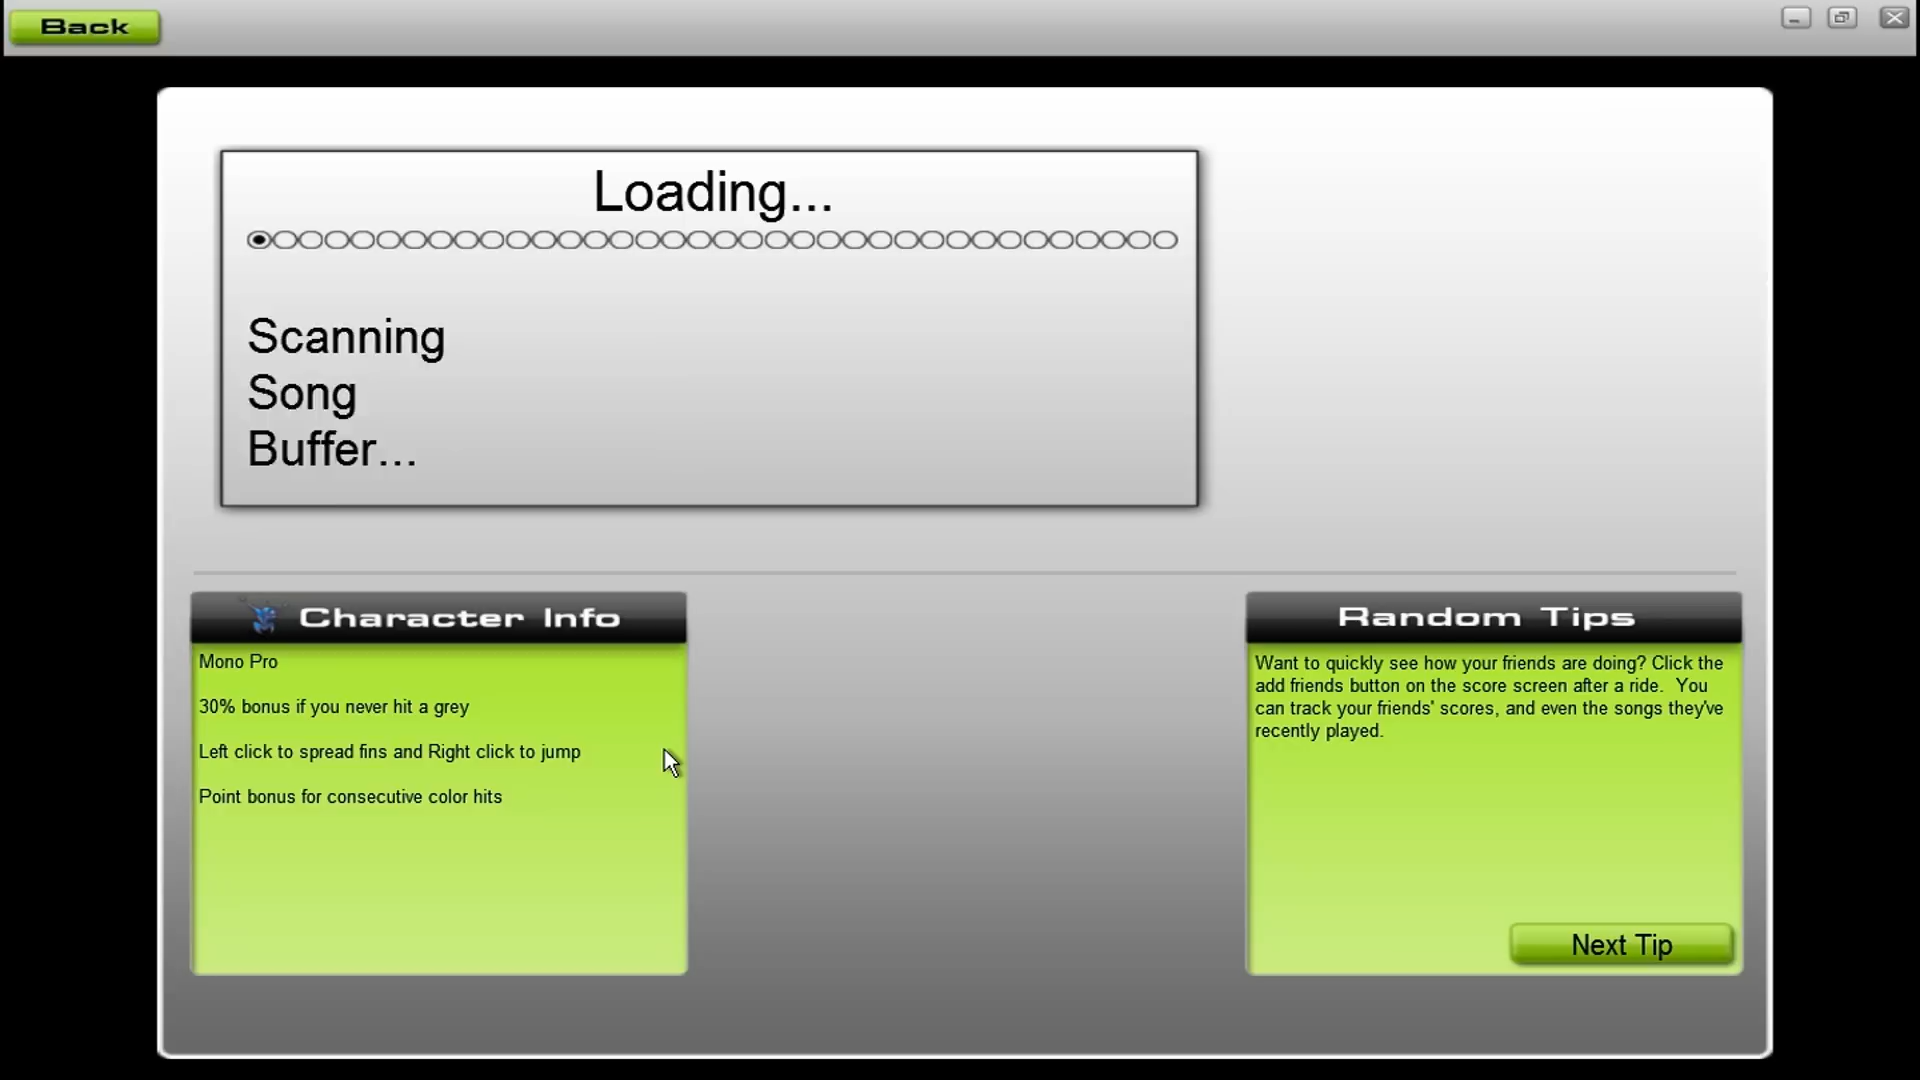 Back
Loading...
Scanning
Song
Buffer...
Character Info
Mono Pro
30% bonus if you never hit a grey
Left click to spread fins and Right click to jump
Point bonus for consecutive color hits
Random Tips
Want to quickly see how your friends are doing? Click the
add friends button on the score screen after a ride.  You
can track your friends' scores, and even the songs they've
recently played.
Next Tip